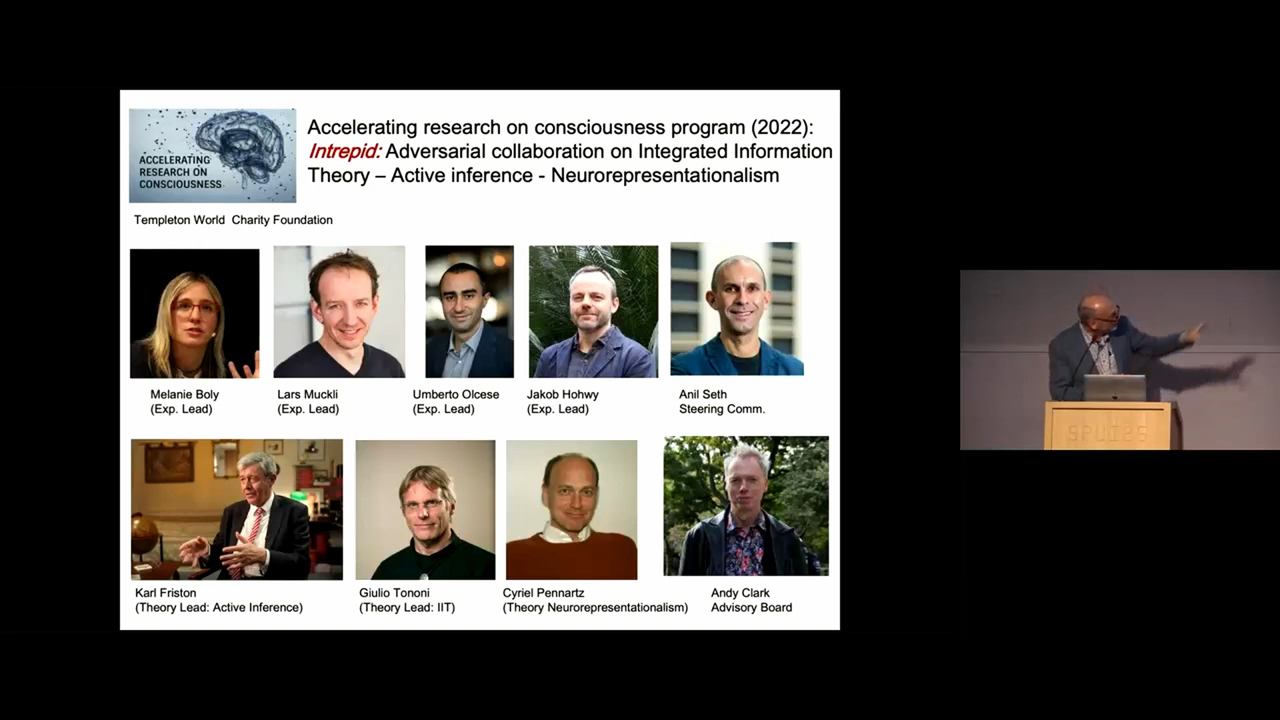 Accelerating research on consciousness program (2022):
Intrepid: Adversarial collaboration on Integrated Information
Theory – Active inference - Neurorepresentationalism
ACCELERATING
RESEARCH ON
CONSCIOUSNESS
Templeton World Charity Foundation
Melanie Boly
(Exp. Lead)
Lars Muckli
(Exp. Lead)
Umberto Olcese
(Exp. Lead)
Jakob Hohwy
(Exp. Lead)
Anil Seth
Steering Comm.
Karl Friston
(Theory Lead: Active Inference)
Giulio Tononi
(Theory Lead: IIT)
Cyriel Pennartz
(Theory Neurorepresentationalism)
Andy Clark
Advisory Board
SPUI25